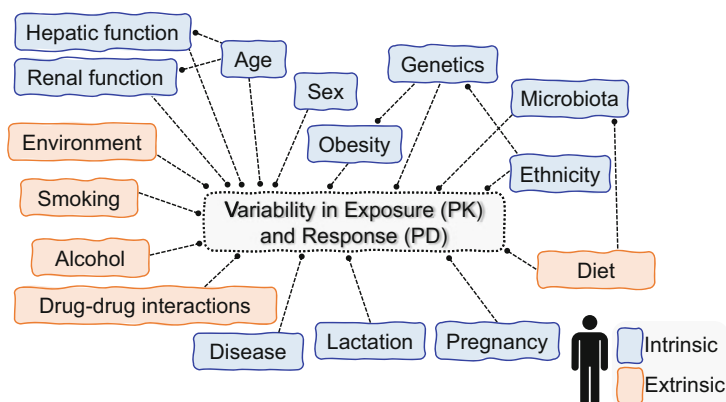 Hepatic function
Renal function
Age
Sex
Genetics
Microbiota
Obesity
Ethnicity
Environment
Smoking
Alcohol
Drug-drug interactions
Variability in Exposure (PK)
and Response (PD)
Diet
Disease
Lactation
Pregnancy
Intrinsic
Extrinsic